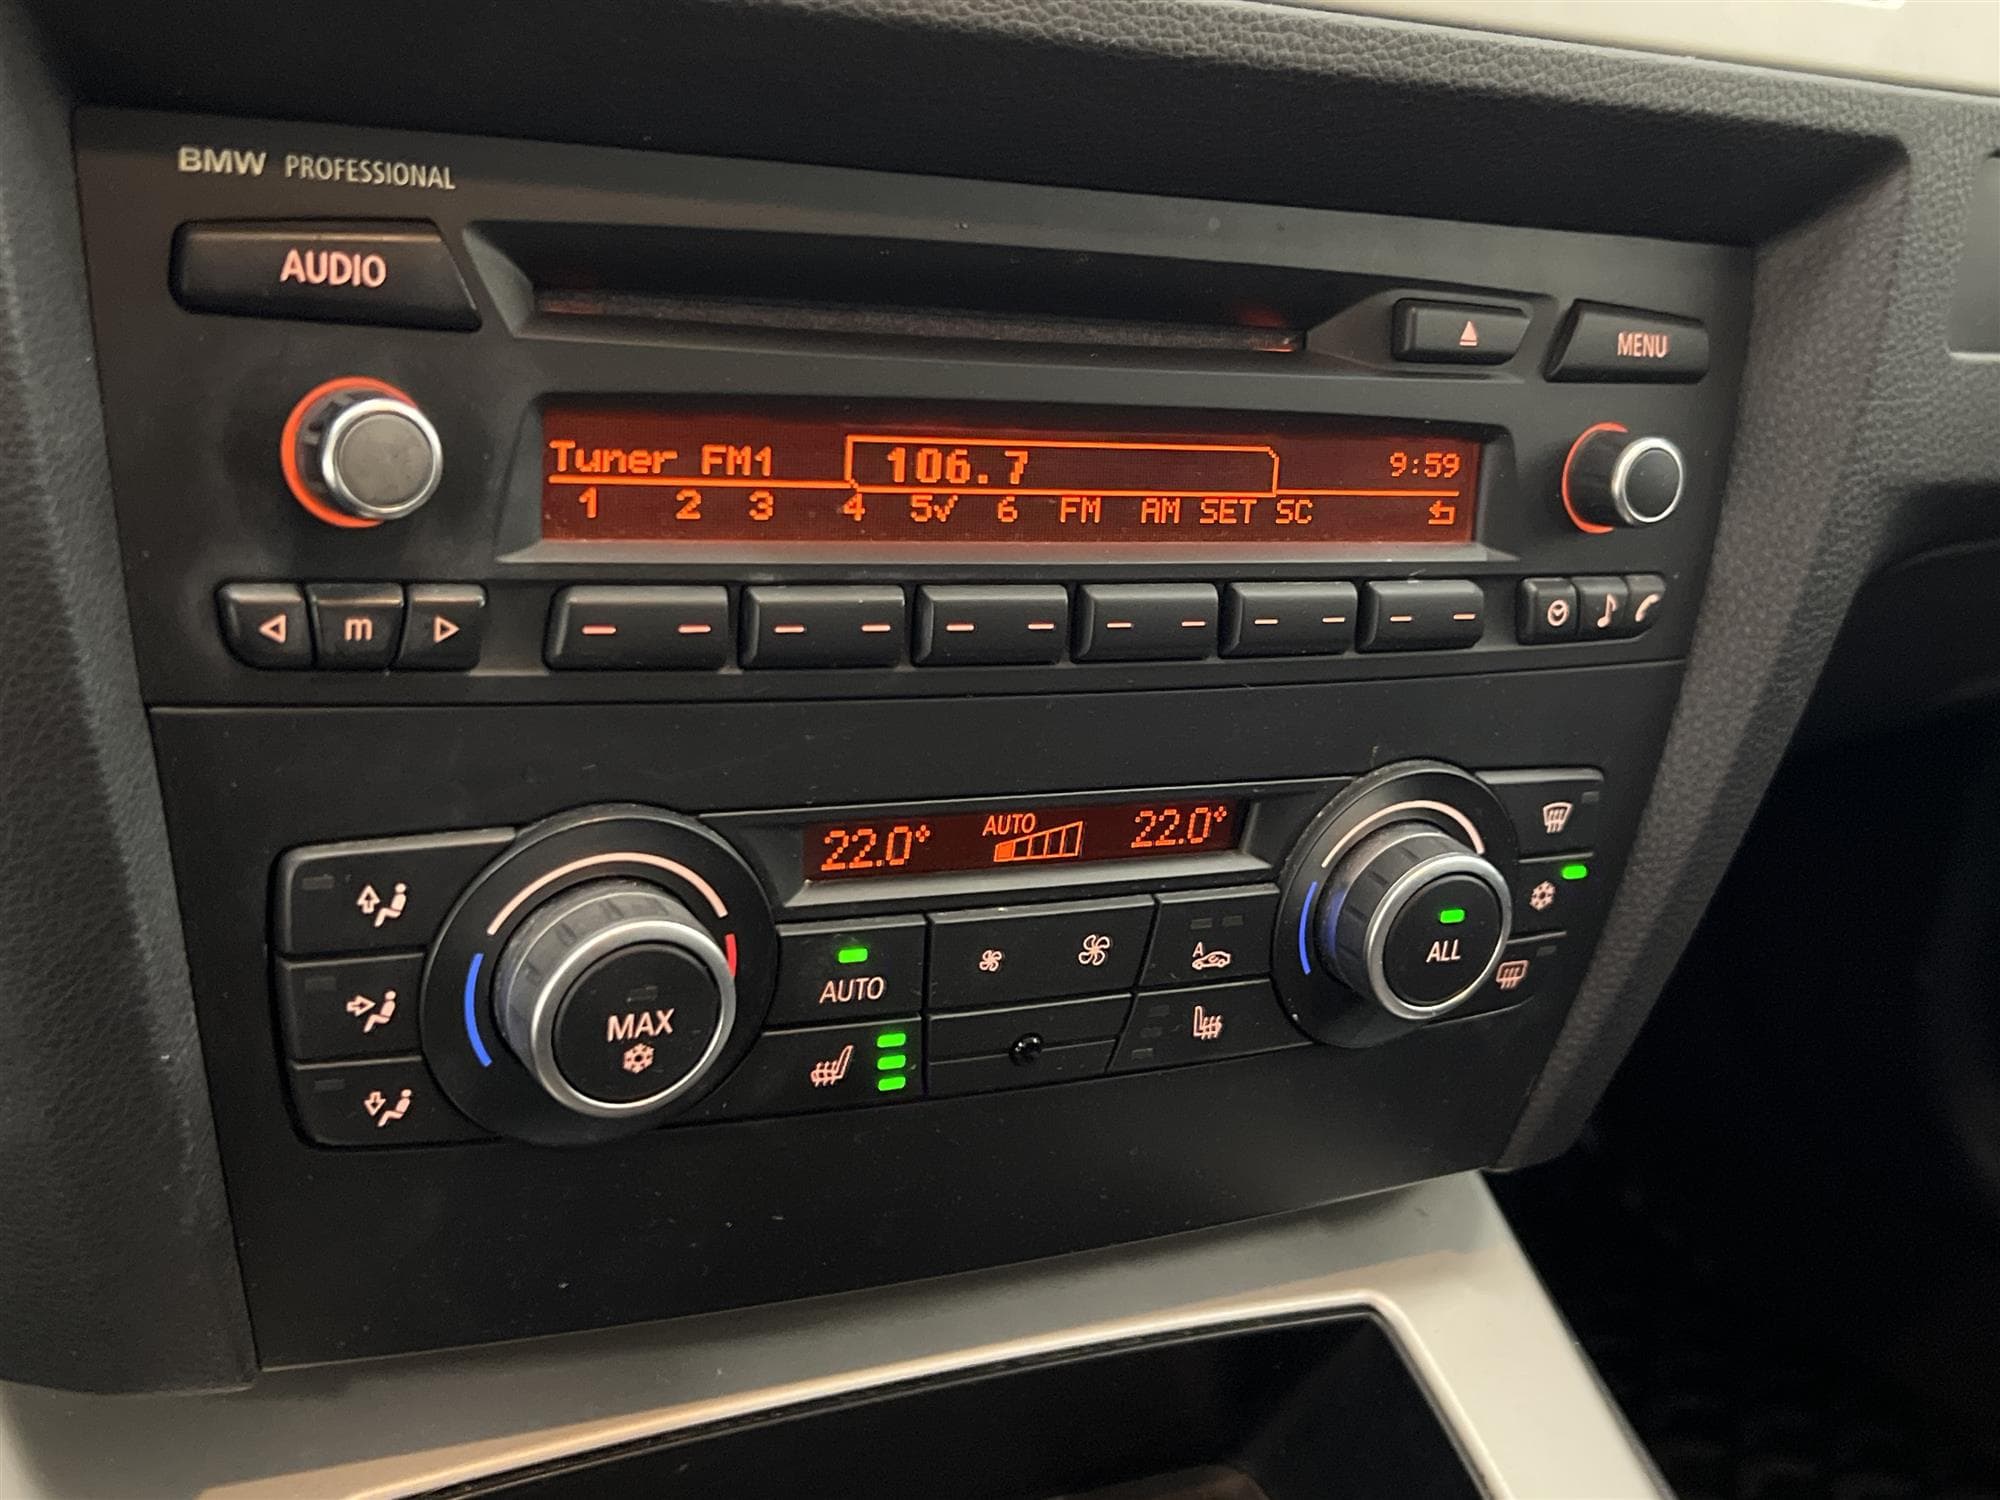 BMW PROFESSIONAL
AUDIO
MENU
Tuner FM1 106.7 9:59
1 2 3 4 5✓ 6 FM AM SET SC
m
22.0° AUTO 22.0°
AUTO
A
ALL
MAX